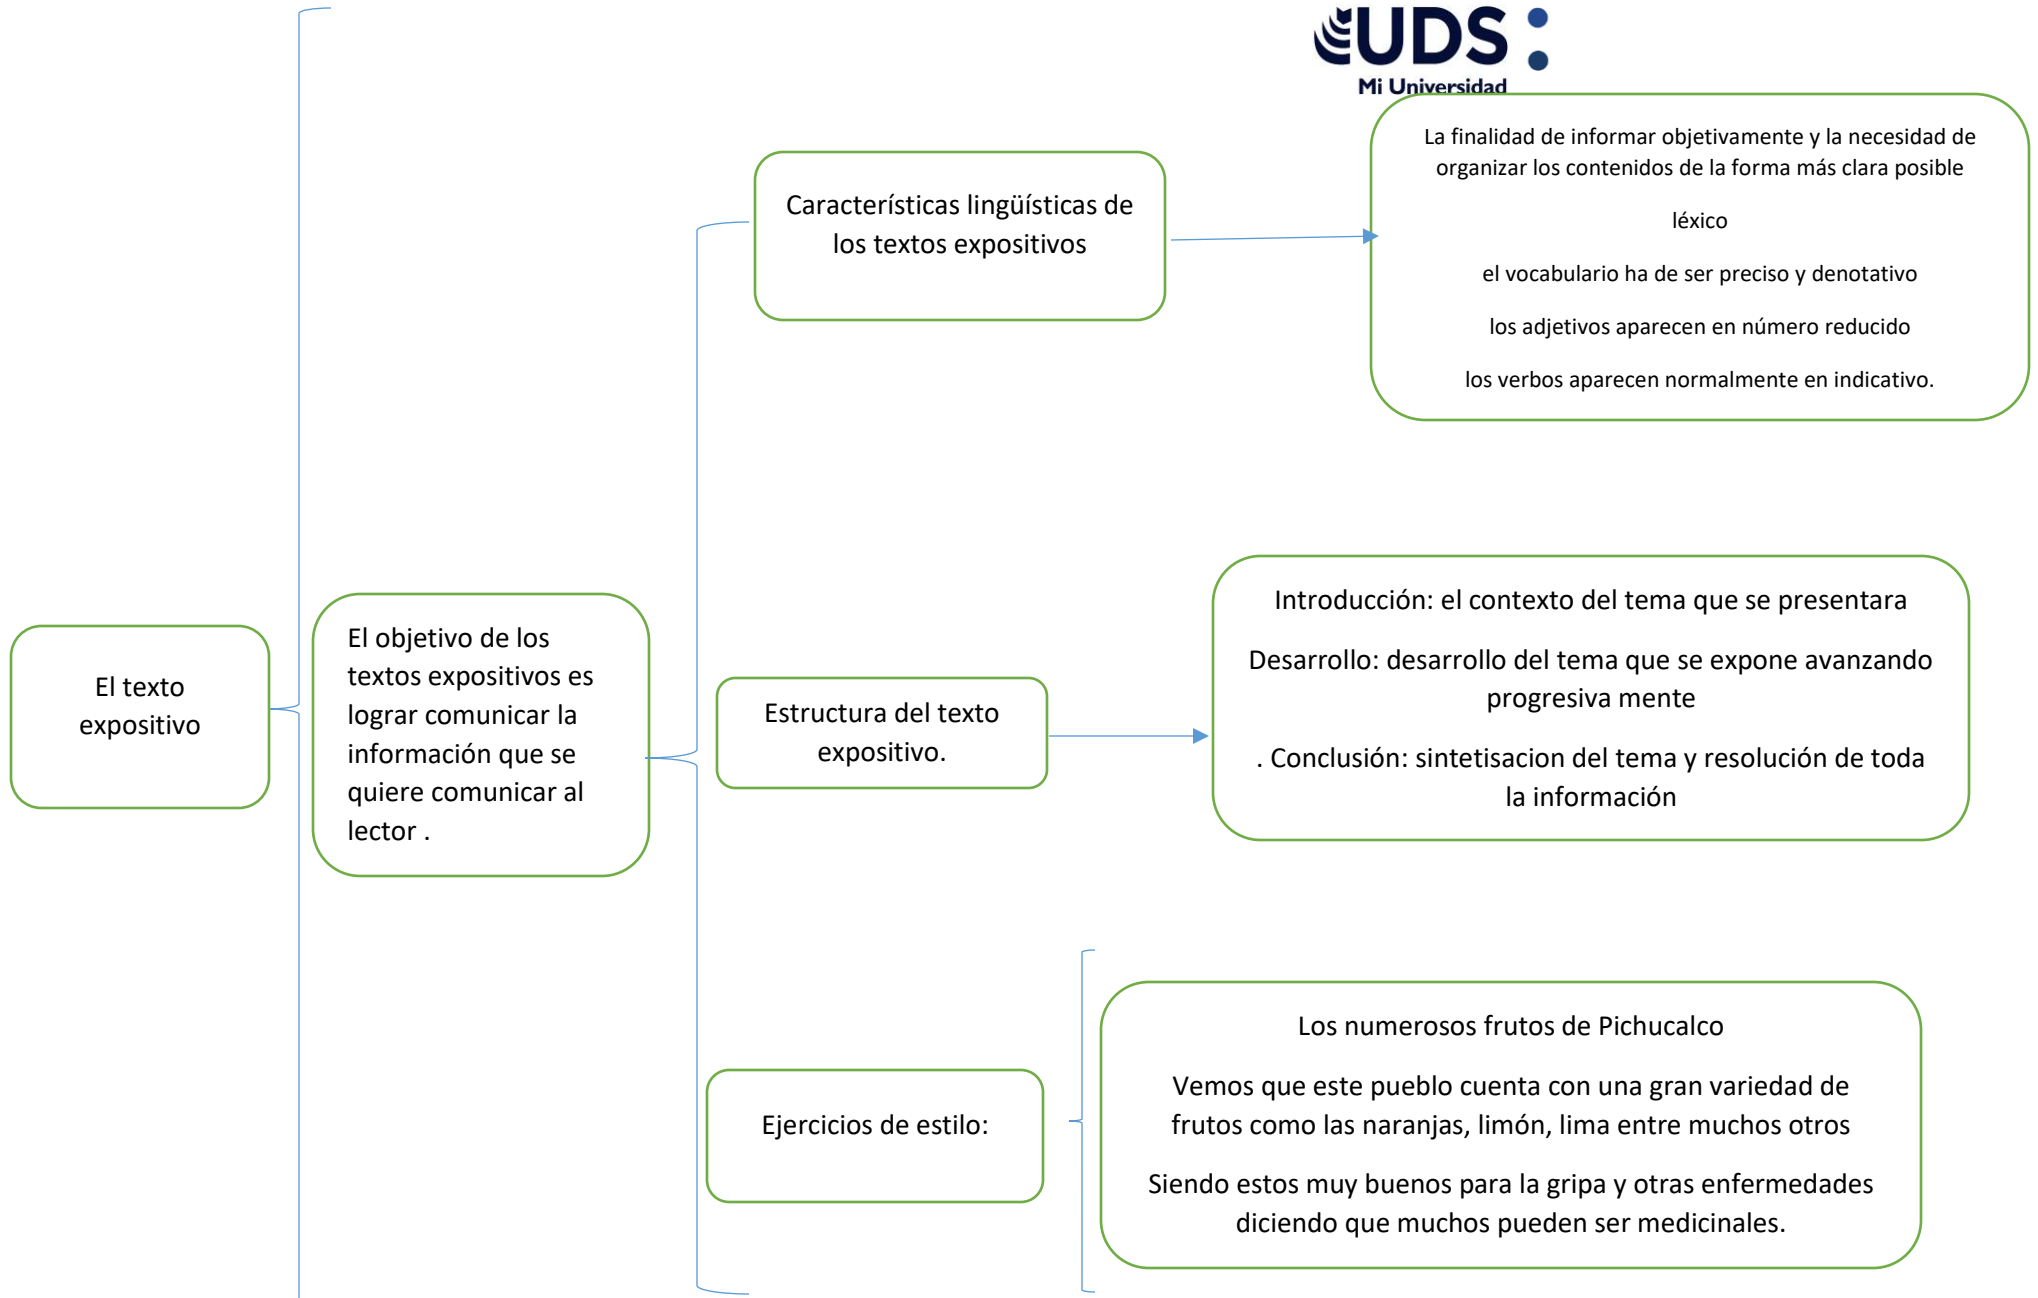 UDS
Mi Universidad
La finalidad de informar objetivamente y la necesidad de
organizar los contenidos de la forma más clara posible
léxico
el vocabulario ha de ser preciso y denotativo
los adjetivos aparecen en número reducido
los verbos aparecen normalmente en indicativo.
Características lingüísticas de
los textos expositivos
El texto
expositivo
El objetivo de los
textos expositivos es
lograr comunicar la
información que se
quiere comunicar al
lector .
Estructura del texto
expositivo.
Introducción: el contexto del tema que se presentara
Desarrollo: desarrollo del tema que se expone avanzando
progresiva mente
. Conclusión: sintetisacion del tema y resolución de toda
la información
Ejercicios de estilo:
Los numerosos frutos de Pichucalco
Vemos que este pueblo cuenta con una gran variedad de
frutos como las naranjas, limón, lima entre muchos otros
Siendo estos muy buenos para la gripa y otras enfermedades
diciendo que muchos pueden ser medicinales.